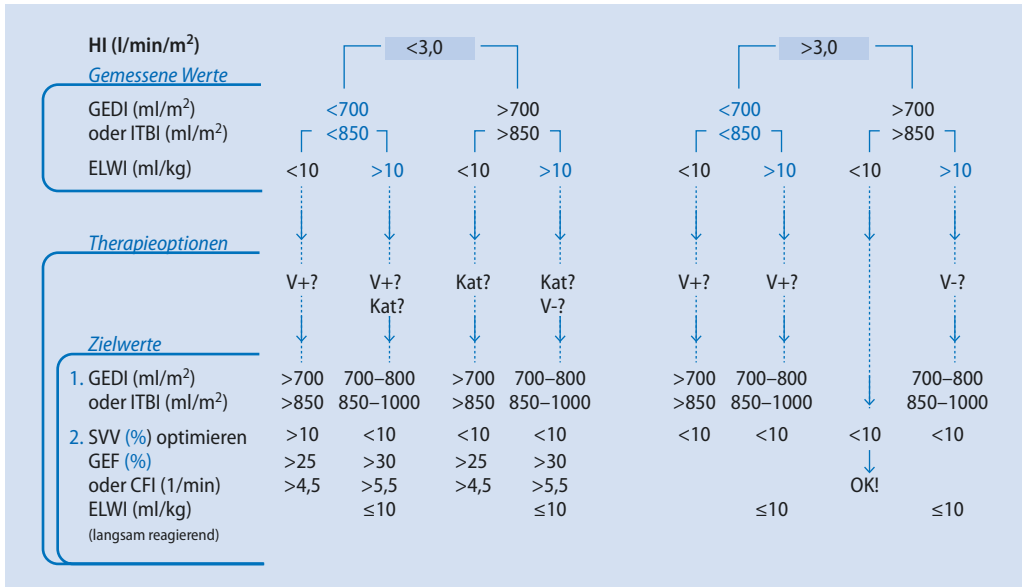 HI (l/min/m²) <3,0 >3,0
Gemessene Werte
GEDI (ml/m²) <700 >700 <700 >700
oder ITBI (ml/m²) <850 >850 <850 >850
ELWI (ml/kg) <10 >10 <10 >10 <10 >10 <10 >10
Therapieoptionen
V+? V+? Kat? Kat? V+? V+? V-?
Kat? V-?
Zielwerte
1. GEDI (ml/m²) >700 700–800 >700 700–800 >700 700–800 700–800
oder ITBI (ml/m²) >850 850–1000 >850 850–1000 >850 850–1000 850–1000
2. SVV (%) optimieren >10 <10 <10 <10 <10 <10 <10 <10
GEF (%) >25 >30 >25 >30
oder CFI (1/min) >4,5 >5,5 >4,5 >5,5 OK!
ELWI (ml/kg) ≤10 ≤10 ≤10 ≤10
(langsam reagierend)